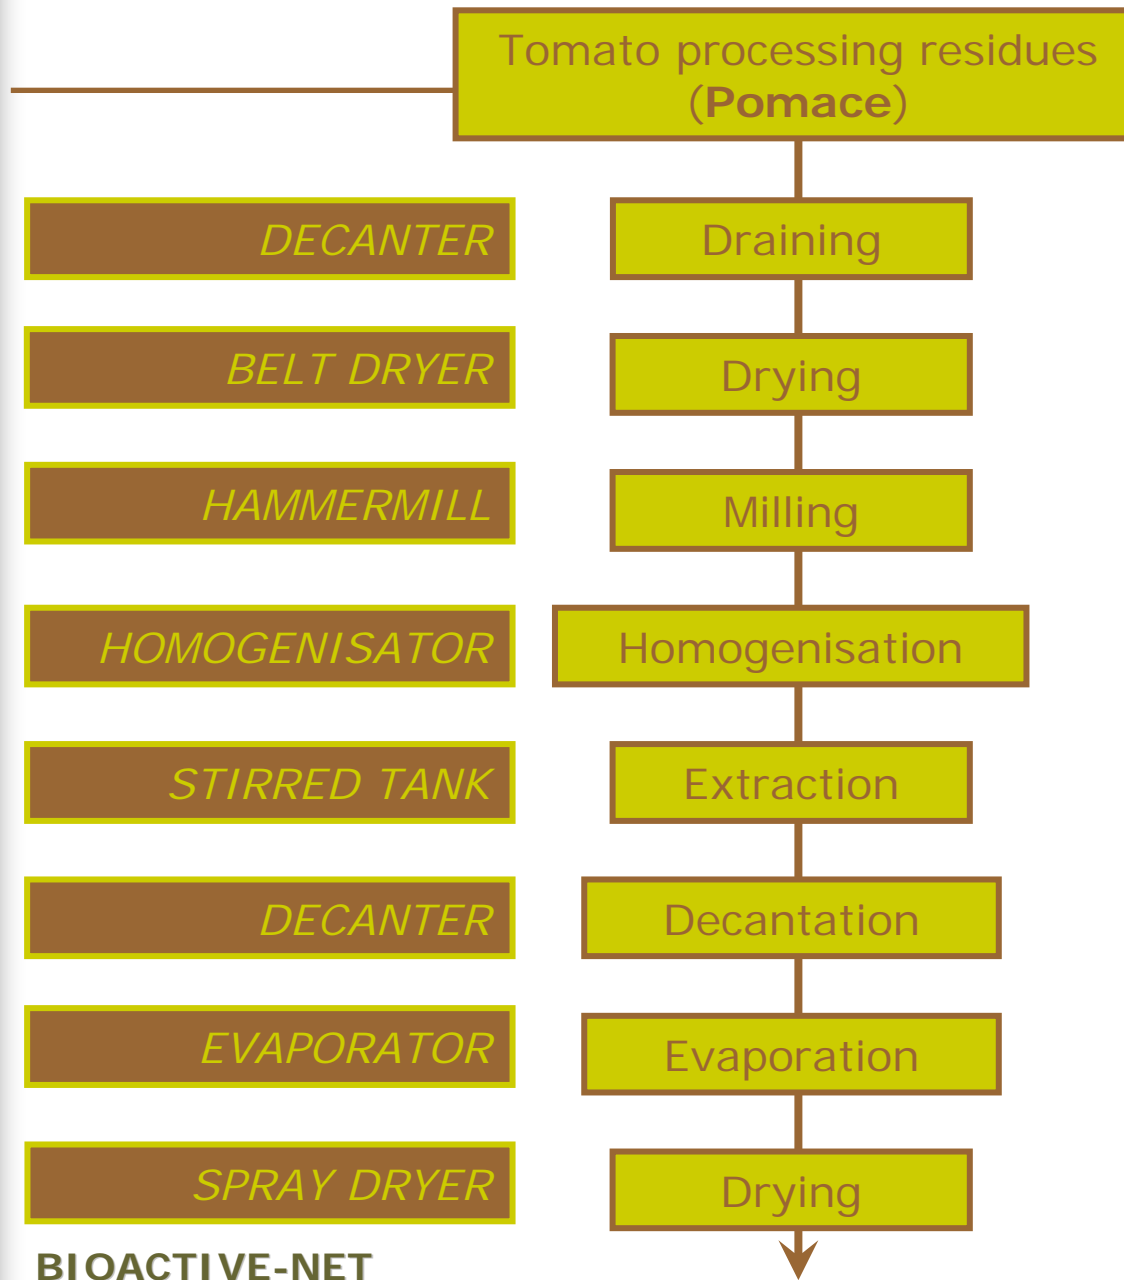 Tomato processing residues
(Pomace)
DECANTER
Draining
BELT DRYER
Drying
HAMMERMILL
Milling
HOMOGENISATOR
Homogenisation
STIRRED TANK
Extraction
DECANTER
Decantation
EVAPORATOR
Evaporation
SPRAY DRYER
Drying
BIOACTIVE-NET